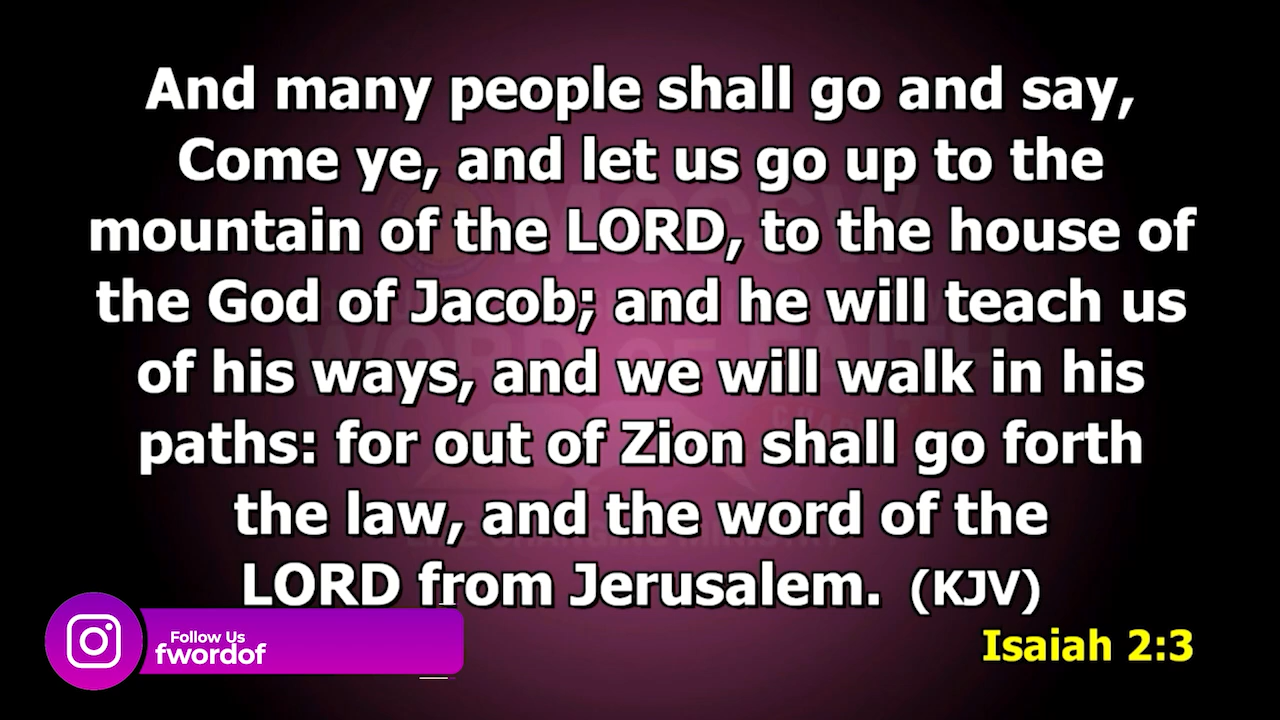 And many people shall go and say,
Come ye, and let us go up to the
mountain of the LORD, to the house of
the God of Jacob; and he will teach us
of his ways, and we will walk in his
paths: for out of Zion shall go forth
the law, and the word of the
LORD from Jerusalem. (KJV)
Isaiah 2:3
Follow Us
fwordof